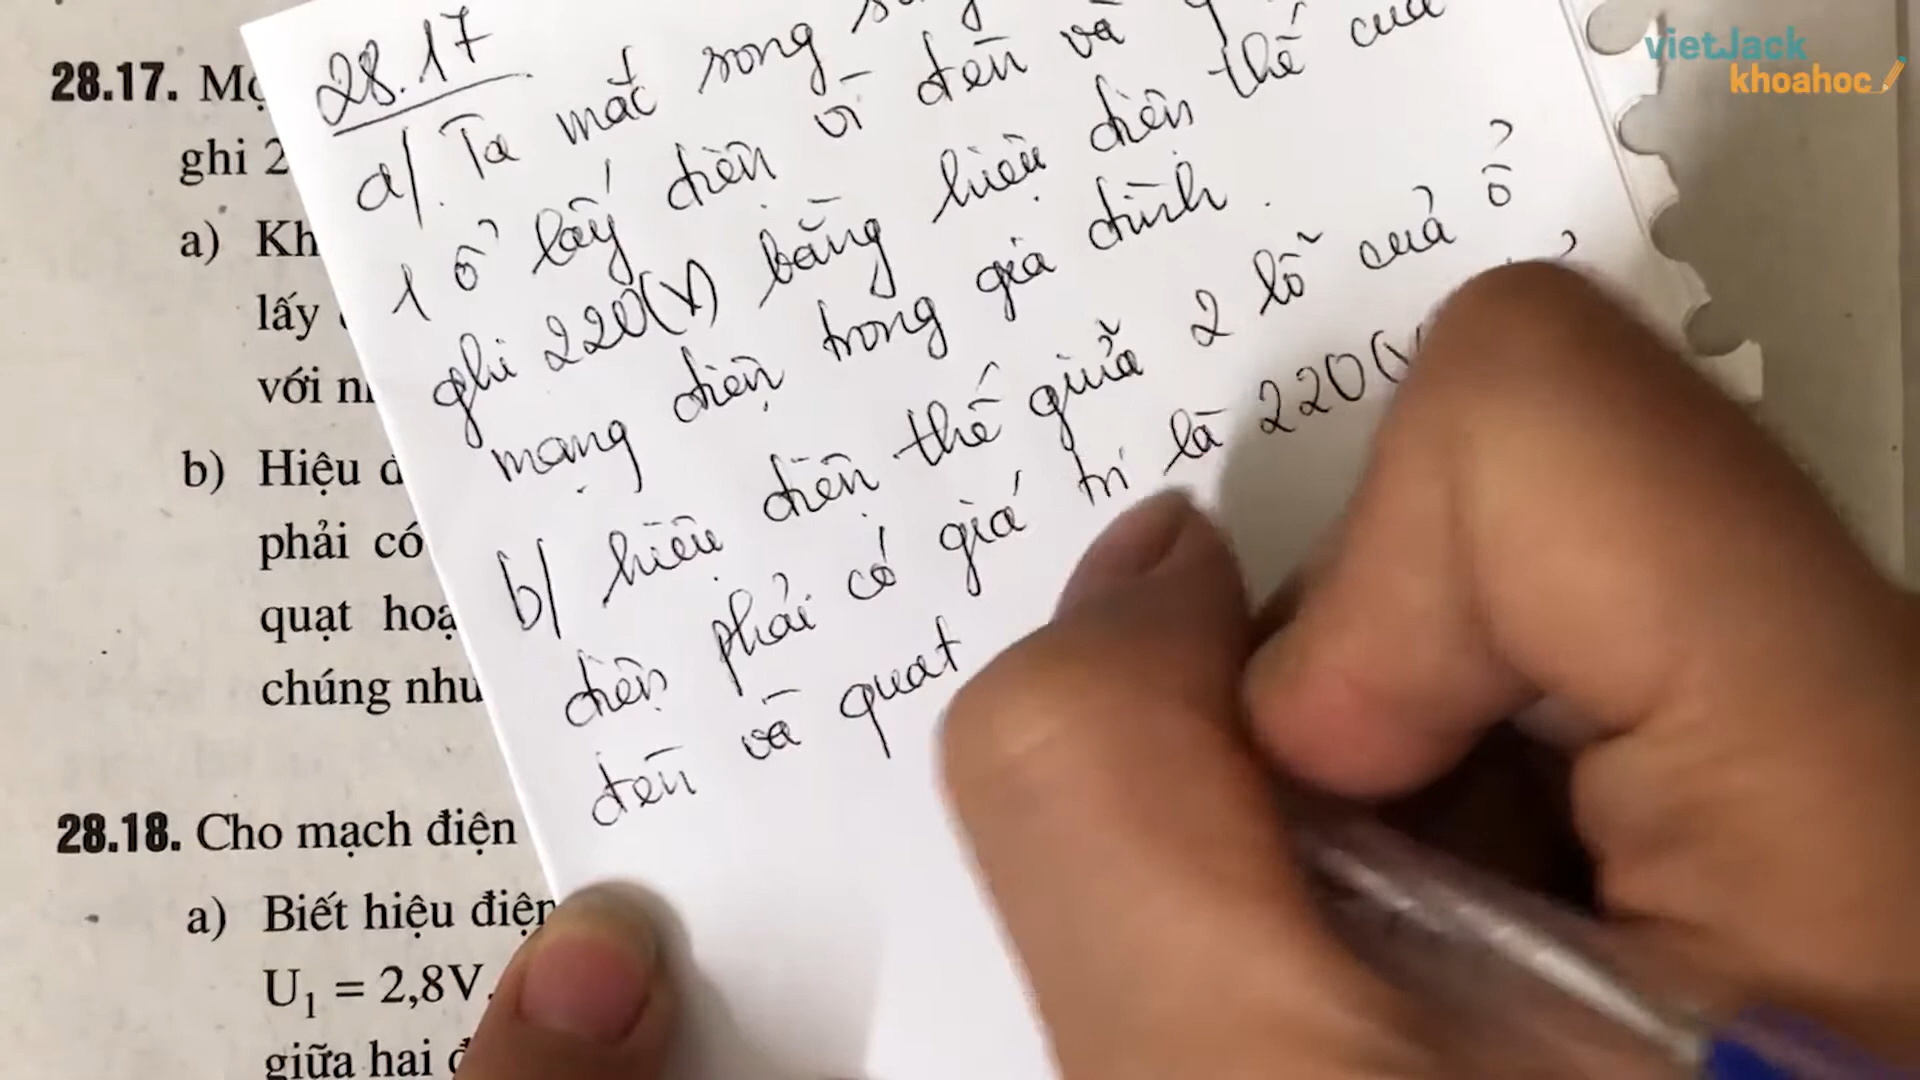 vietJack
khoahoc
28.17. Mọ
ghi 2
a) Kh
lấy
với nh
b) Hiệu đ
phải có
quạt hoạ
chúng như
28.18. Cho mạch điện
a) Biết hiệu điện
U₁ = 2,8V.
giữa hai đ
28.17
a/ Ta mắc song
1 ổ lấy điện vì đèn và
ghi 220(V) bằng hiệu điện thế của
mạng điện trong gia đình.
b/ hiệu điện thế giữa 2 lỗ của ổ
điện phải có giá trị là 220(V
đèn và quạt